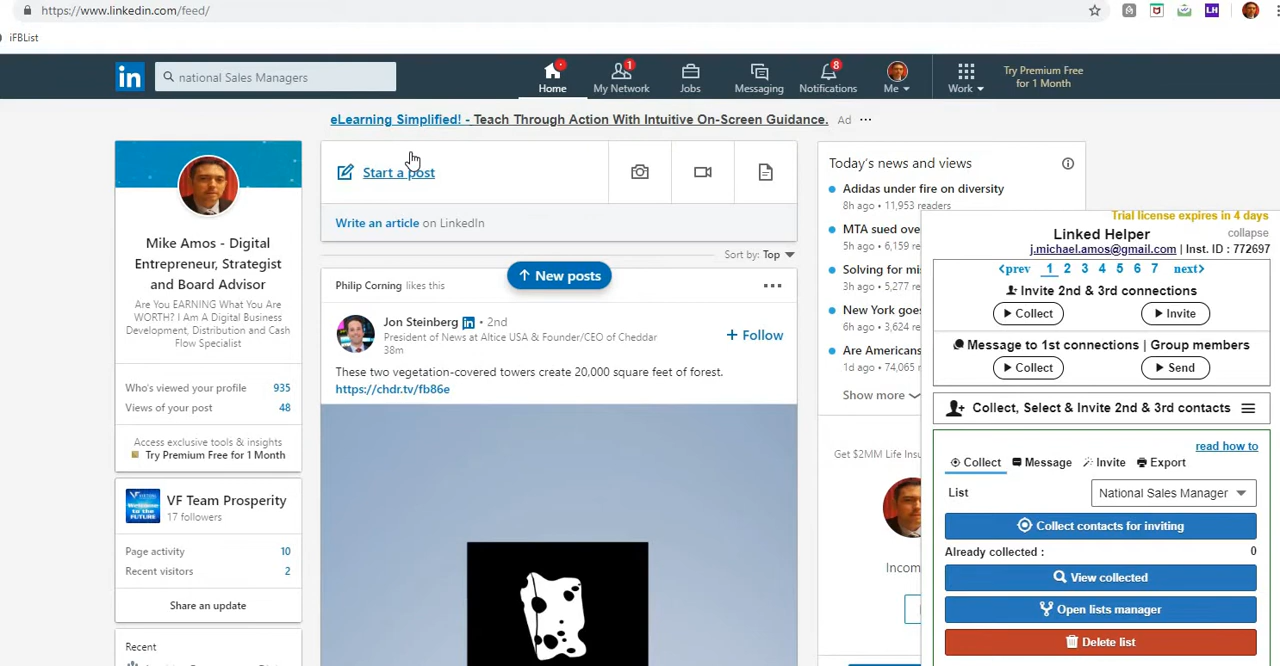 https://www.linkedin.com/feed/
iFBList
in
national Sales Managers
Home
1
My Network
Jobs
Messaging
8
Notifications
Me
Work
Try Premium Free
for 1 Month
eLearning Simplified! - Teach Through Action With Intuitive On-Screen Guidance. Ad ...
Start a post
Write an article on LinkedIn
Sort by: Top
New posts
Mike Amos - Digital
Entrepreneur, Strategist
and Board Advisor
Are You EARNING What You Are
WORTH? I Am A Digital Business
Development, Distribution and Cash
Flow Specialist
Who's viewed your profile 935
Views of your post 48
Access exclusive tools & insights
Try Premium Free for 1 Month
VF Team Prosperity
17 followers
Page activity 10
Recent visitors 2
Share an update
Recent
Philip Corning likes this
Jon Steinberg in • 2nd
President of News at Altice USA & Founder/CEO of Cheddar
38m
+ Follow
These two vegetation-covered towers create 20,000 square feet of forest.
https://chdr.tv/fb86e
Today's news and views
Adidas under fire on diversity
8h ago • 11,953 readers
MTA sued ove
5h ago • 6,159 re
Solving for mi
3h ago • 5,277 re
New York goes
6h ago • 3,624 re
Are Americans
1d ago • 74,065
Show more
Get $2MM Life Insu
Incom
Trial license expires in 4 days
Linked Helper collapse
j.michael.amos@gmail.com | Inst. ID : 772697
<prev 1 2 3 4 5 6 7 next>
Invite 2nd & 3rd connections
Collect Invite
Message to 1st connections | Group members
Collect Send
Collect, Select & Invite 2nd & 3rd contacts
read how to
Collect Message Invite Export
List National Sales Manager
Collect contacts for inviting
Already collected : 0
View collected
Open lists manager
Delete list